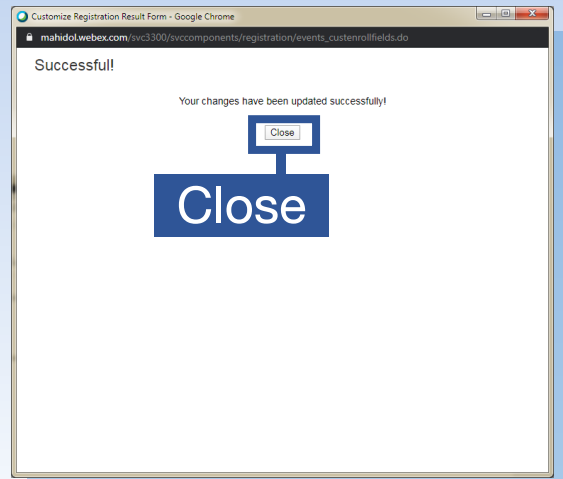 Customize Registration Result Form - Google Chrome
mahidol.webex.com/svc3300/svccomponents/registration/events_custenrollfields.do
Successful!
Your changes have been updated successfully!
Close
Close